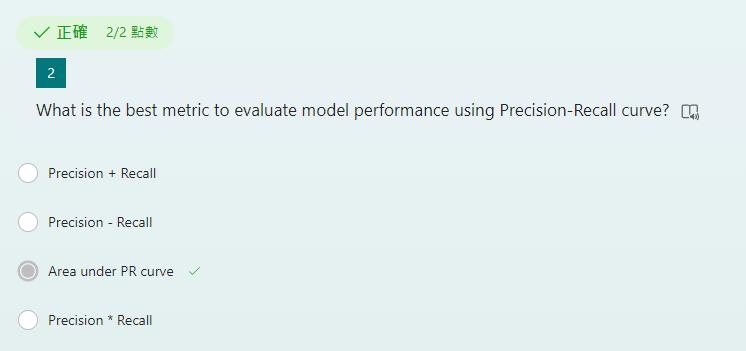 正確 2/2 點數
2
What is the best metric to evaluate model performance using Precision-Recall curve?
Precision + Recall
Precision - Recall
Area under PR curve
Precision * Recall